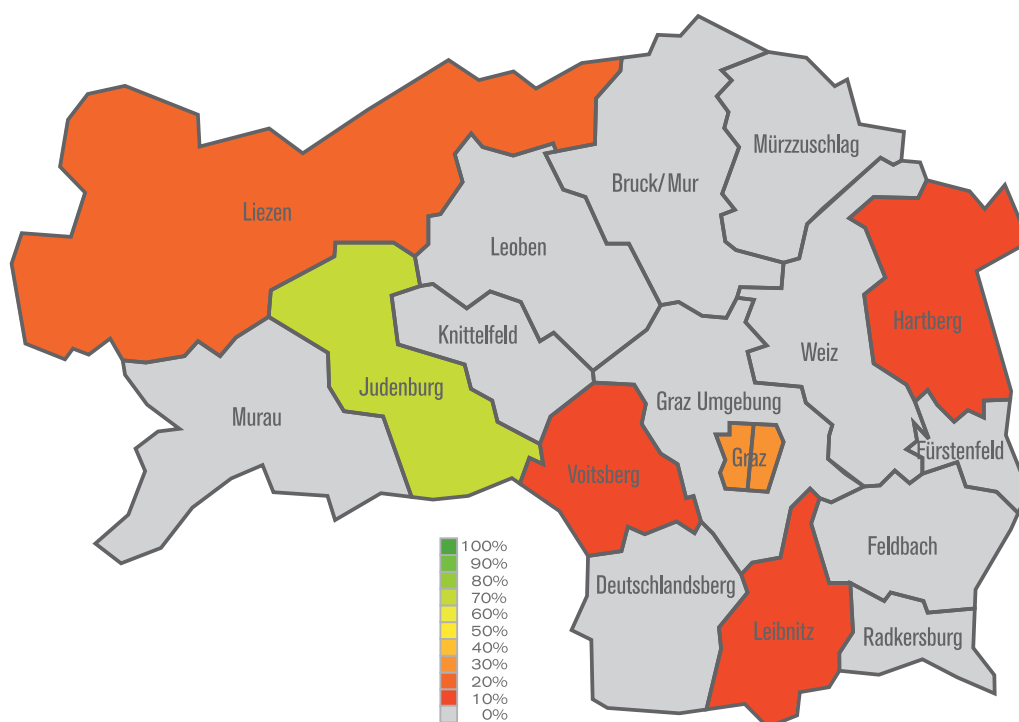 Mürzzuschlag
Bruck/Mur
Liezen
Leoben
Hartberg
Knittelfeld
Weiz
Judenburg
Graz Umgebung
Murau
Fürstenfeld
Graz
Voitsberg
Feldbach
Deutschlandsberg
Leibnitz
Radkersburg
100%
90%
80%
70%
60%
50%
40%
30%
20%
10%
0%